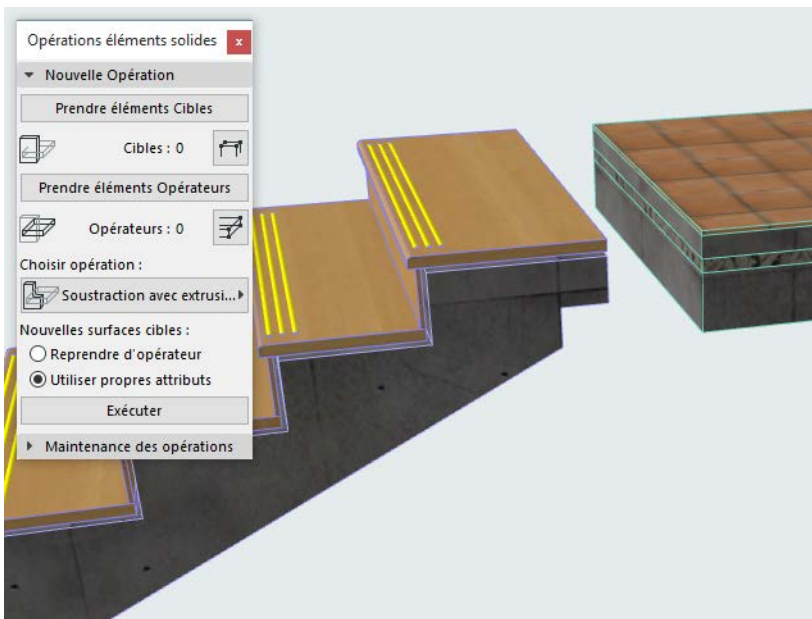 Opérations éléments solides
Nouvelle Opération
Prendre éléments Cibles
Cibles : 0
Prendre éléments Opérateurs
Opérateurs : 0
Choisir opération :
Soustraction avec extrusi...
Nouvelles surfaces cibles :
Reprendre d'opérateur
Utiliser propres attributs
Exécuter
Maintenance des opérations